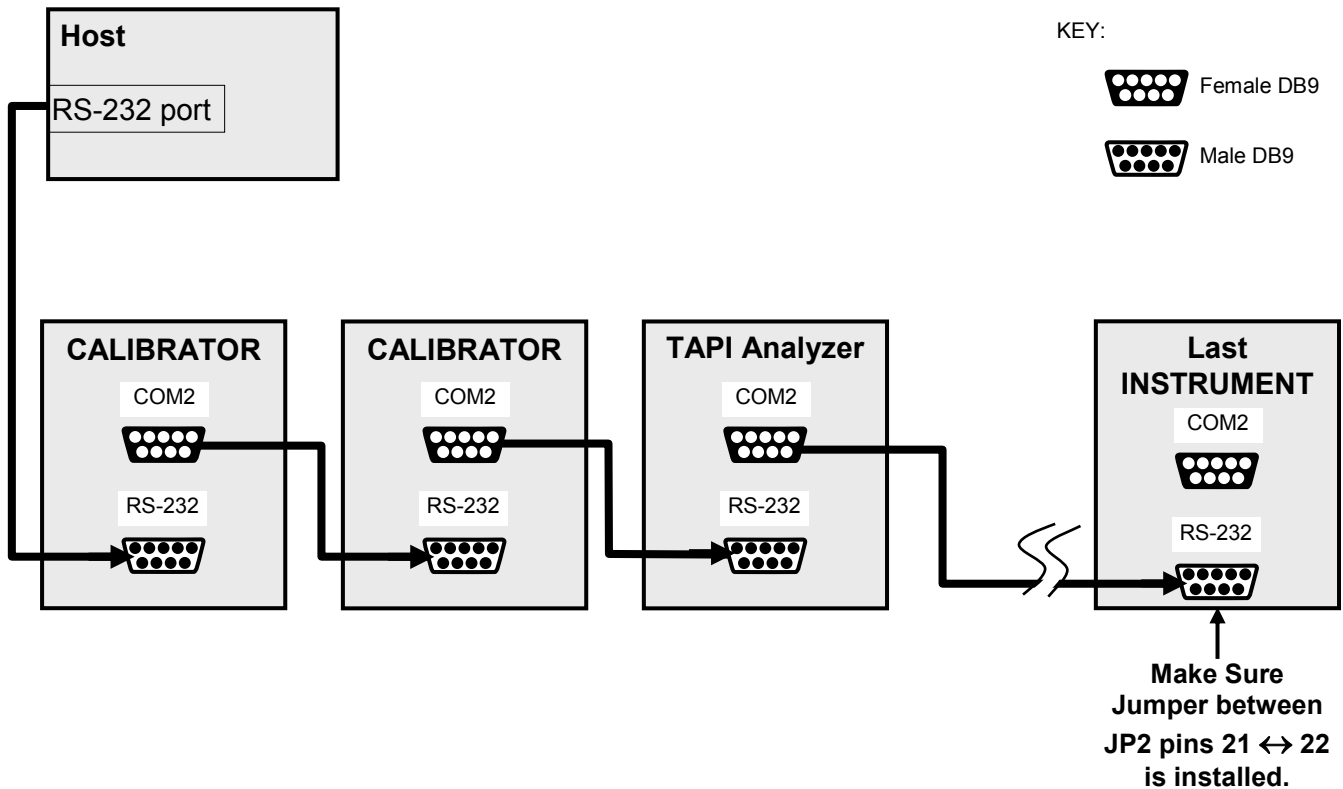 Host
RS-232 port
KEY:
Female DB9
Male DB9
CALIBRATOR
COM2
RS-232
CALIBRATOR
COM2
RS-232
TAPI Analyzer
COM2
RS-232
Last
INSTRUMENT
COM2
RS-232
Make Sure
Jumper between
JP2 pins 21 ↔ 22
is installed.